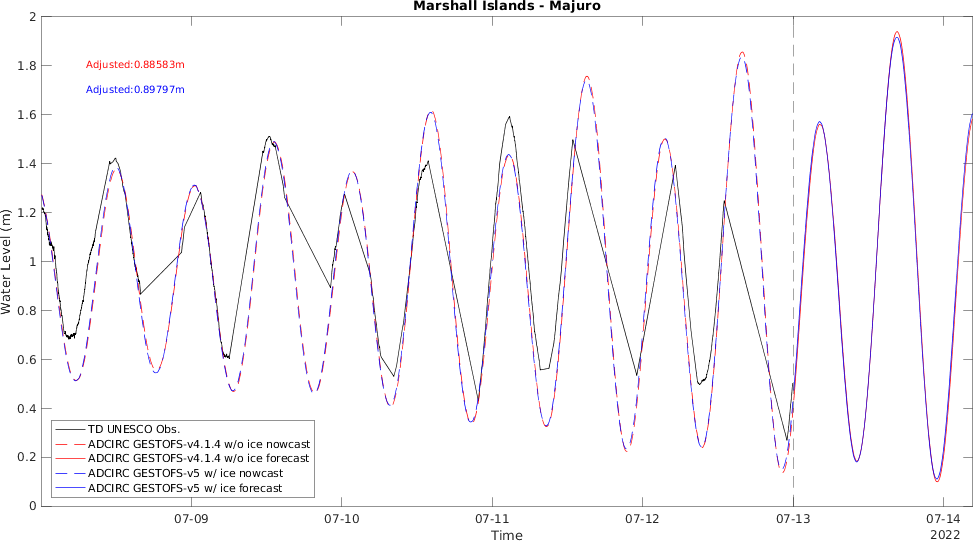 Marshall Islands - Majuro
2
1.8
1.6
1.4
1.2
1
0.8
0.6
0.4
0.2
0
Water Level (m)
Adjusted:0.88583m
Adjusted:0.89797m
TD UNESCO Obs.
ADCIRC GESTOFS-v4.1.4 w/o ice nowcast
ADCIRC GESTOFS-v4.1.4 w/o ice forecast
ADCIRC GESTOFS-v5 w/ ice nowcast
ADCIRC GESTOFS-v5 w/ ice forecast
07-09 07-10 07-11 07-12 07-13 07-14
Time 2022